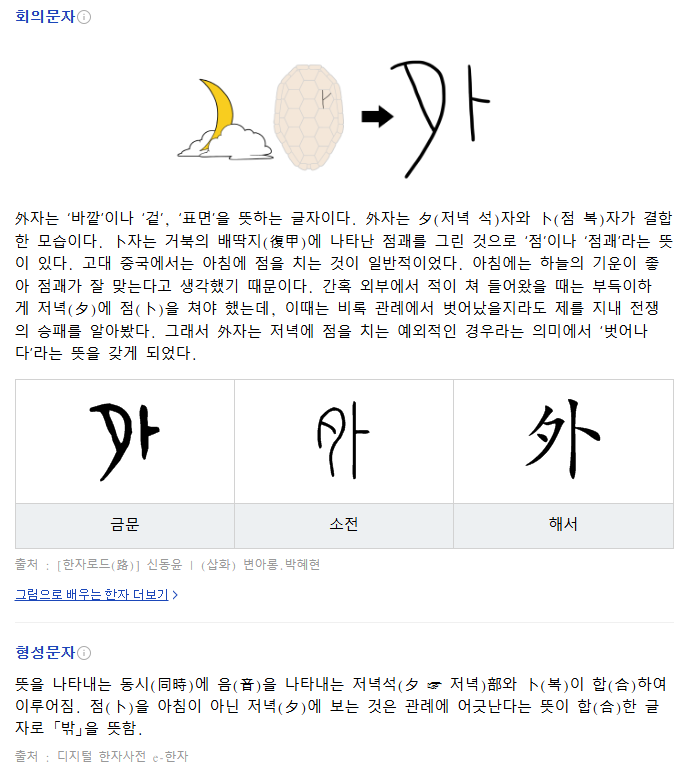 회의문자
外자는 '바깥'이나 '겉', '표면'을 뜻하는 글자이다. 外자는 夕(저녁 석)자와 卜(점 복)자가 결합
한 모습이다. 卜자는 거북의 배딱지(復甲)에 나타난 점괘를 그린 것으로 '점'이나 '점괘'라는 뜻
이 있다. 고대 중국에서는 아침에 점을 치는 것이 일반적이었다. 아침에는 하늘의 기운이 좋
아 점괘가 잘 맞는다고 생각했기 때문이다. 간혹 외부에서 적이 쳐 들어왔을 때는 부득이하
게 저녁(夕)에 점(卜)을 쳐야 했는데, 이때는 비록 관례에서 벗어났을지라도 제를 지내 전쟁
의 승패를 알아봤다. 그래서 外자는 저녁에 점을 치는 예외적인 경우라는 의미에서 '벗어나
다'라는 뜻을 갖게 되었다.
外
금문 소전 해서
출처 : [한자로드(路)] 신동윤 | (삽화) 변아롱.박혜현
그림으로 배우는 한자 더보기 >
형성문자
뜻을 나타내는 동시(同時)에 음(音)을 나타내는 저녁석(夕 ☞ 저녁)部와 卜(복)이 합(合)하여
이루어짐. 점(卜)을 아침이 아닌 저녁(夕)에 보는 것은 관례에 어긋난다는 뜻이 합(合)한 글
자로 「밖」을 뜻함.
출처 : 디지털 한자사전 e-한자